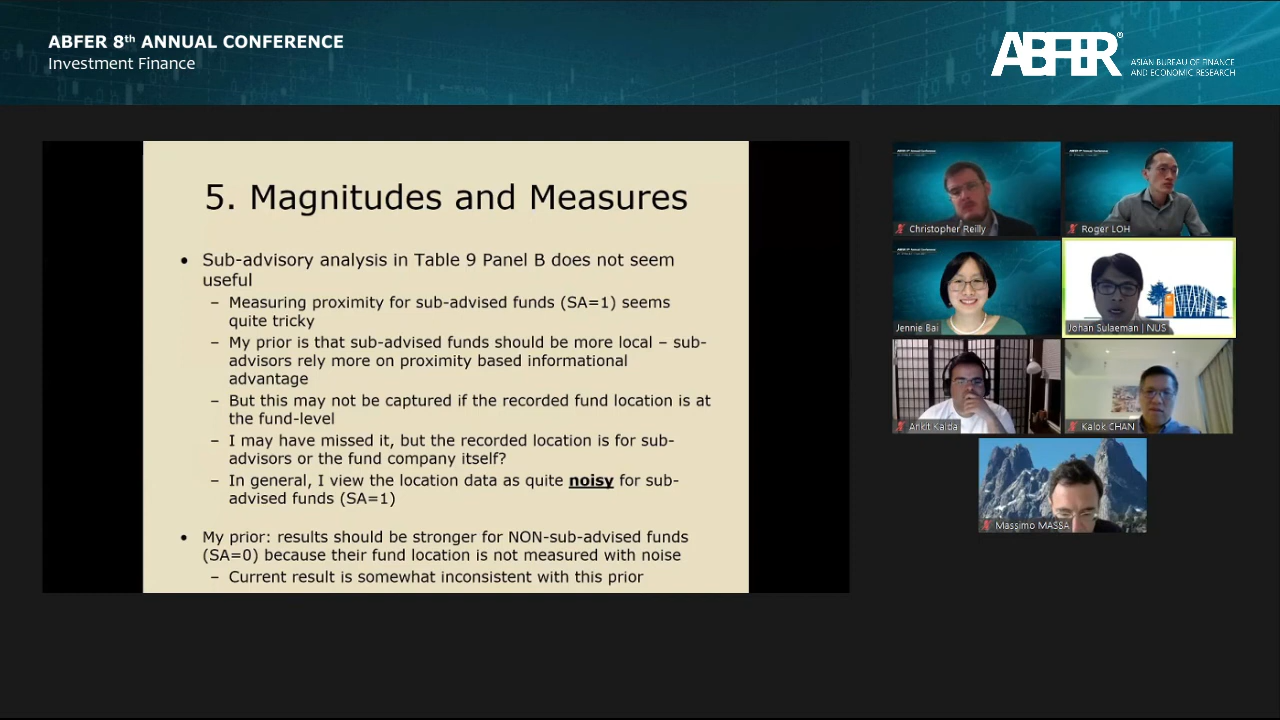 ABFER 8th ANNUAL CONFERENCE
Investment Finance
ABFER®
ASIAN BUREAU OF FINANCE
AND ECONOMIC RESEARCH
5. Magnitudes and Measures
• Sub-advisory analysis in Table 9 Panel B does not seem
useful
– Measuring proximity for sub-advised funds (SA=1) seems
quite tricky
– My prior is that sub-advised funds should be more local – sub-
advisors rely more on proximity based informational
advantage
– But this may not be captured if the recorded fund location is at
the fund-level
– I may have missed it, but the recorded location is for sub-
advisors or the fund company itself?
– In general, I view the location data as quite noisy for sub-
advised funds (SA=1)
• My prior: results should be stronger for NON-sub-advised funds
(SA=0) because their fund location is not measured with noise
– Current result is somewhat inconsistent with this prior
Christopher Reilly
Roger LOH
Jennie Bai
Johan Sulaeman | NUS
Ankit Kalda
Kalok CHAN
Massimo MASSA